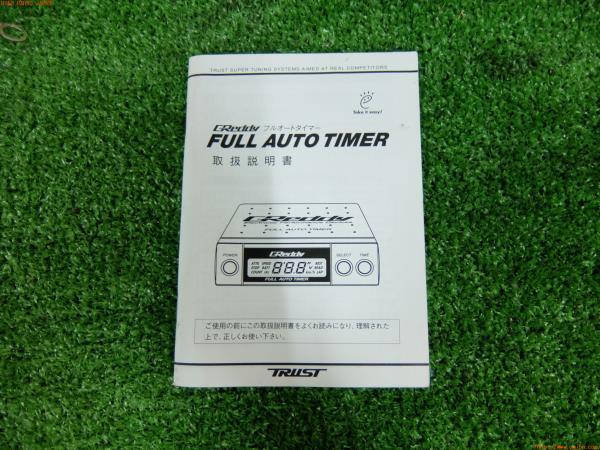 TRUST SUPER TUNING SYSTEMS AIMED AT REAL COMPETITORS
Take it easy!
GReddy フルオートタイマー
FULL AUTO TIMER
取扱説明書
GReddy
FULL AUTO TIMER
POWER
GReddy
SELECT
TIME
888
FULL AUTO TIMER
ご使用の前にこの取扱説明書をよくお読みになり、理解された
上で、正しくお使い下さい。
TRUST